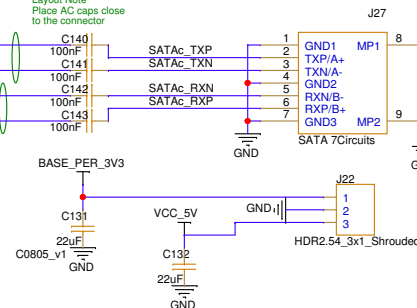 Layout Note
Place AC caps close
to the connector
J27
C140
100nF
SATAc_TXP
1
GND1
MP1
8
C141
100nF
SATAc_TXN
2
TXP/A+
3
TXN/A-
4
GND2
C142
100nF
SATAc_RXN
5
RXN/B-
SATAc_RXP
6
RXP/B+
C143
100nF
7
GND3
MP2
9
SATA 7Circuits
GND
BASE_PER_3V3
J22
1
GND
2
3
VCC_5V
C131
22uF
C0805_v1
GND
HDR2.54_3x1_Shrouded
C132
22uF
GND